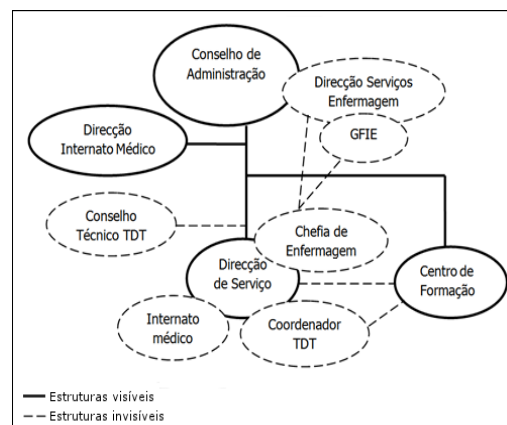 Conselho de
Administração
Direcção Serviços
Enfermagem
GFIE
Direcção
Internato Médico
Conselho
Técnico TDT
Chefia de
Enfermagem
Direcção
de Serviço
Centro de
Formação
Internato
médico
Coordenador
TDT
Estruturas visíveis
Estruturas invisíveis